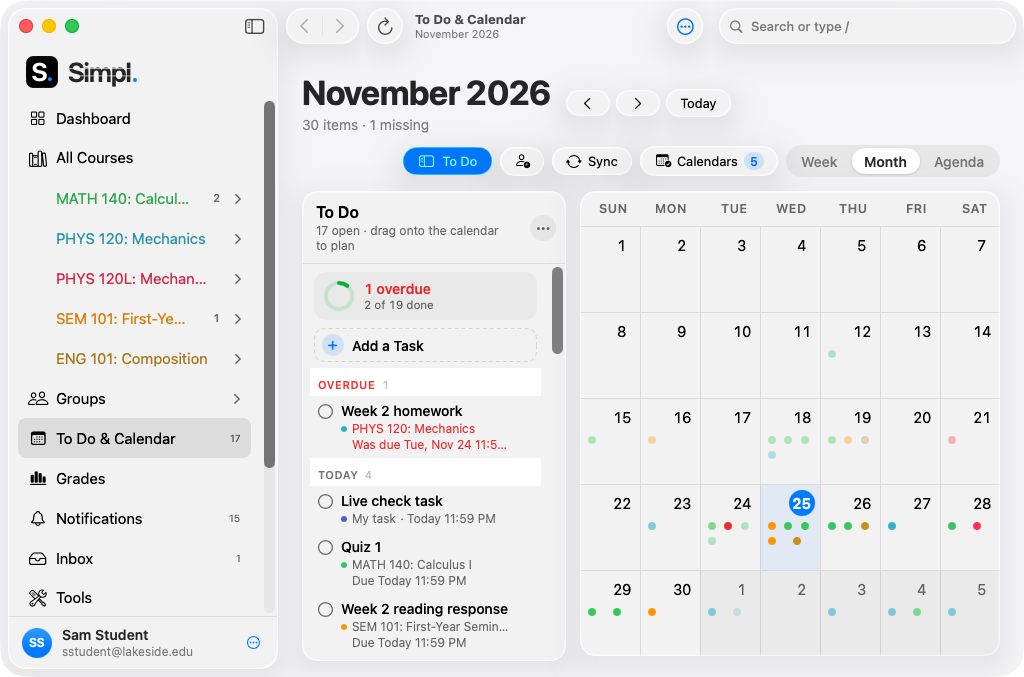 To Do & Calendar
November 2026
Search or type /
S.
Simpl.
Dashboard
All Courses
MATH 140: Calcul... 2
PHYS 120: Mechanics
PHYS 120L: Mechan...
SEM 101: First-Ye... 1
ENG 101: Composition
Groups
To Do & Calendar 17
Grades
Notifications 15
Inbox 1
Tools
SS
Sam Student
sstudent@lakeside.edu
November 2026
Today
30 items · 1 missing
To Do
Sync
Calendars 5
Week Month Agenda
To Do
17 open · drag onto the calendar
to plan
1 overdue
2 of 19 done
Add a Task
OVERDUE 1
Week 2 homework
PHYS 120: Mechanics
Was due Tue, Nov 24 11:5...
TODAY 4
Live check task
My task · Today 11:59 PM
Quiz 1
MATH 140: Calculus I
Due Today 11:59 PM
Week 2 reading response
SEM 101: First-Year Semin...
Due Today 11:59 PM
SUN MON TUE WED THU FRI SAT
1 2 3 4 5 6 7
8 9 10 11 12 13 14
15 16 17 18 19 20 21
22 23 24 25 26 27 28
29 30 1 2 3 4 5